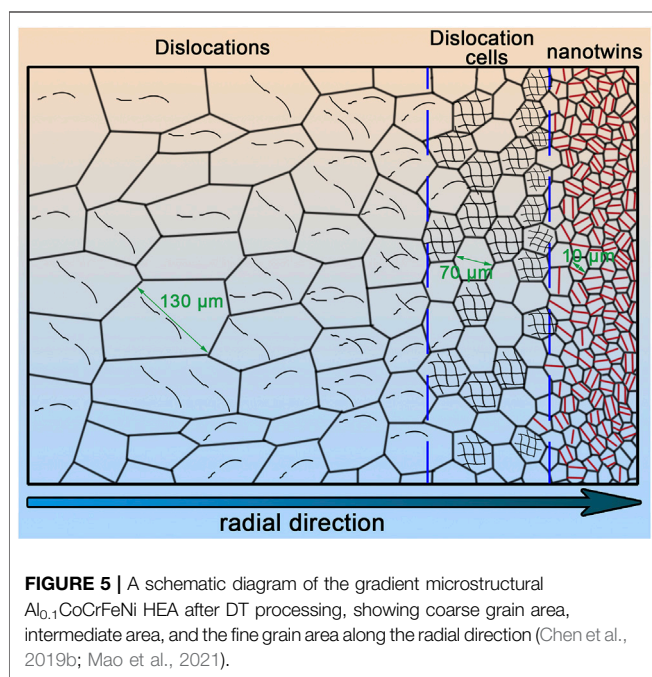 Dislocations
Dislocation
cells
nanotwins
130 µm
70 µm
10 µm
radial direction
FIGURE 5 | A schematic diagram of the gradient microstructural
Al0.1CoCrFeNi HEA after DT processing, showing coarse grain area,
intermediate area, and the fine grain area along the radial direction (Chen et al.,
2019b; Mao et al., 2021).